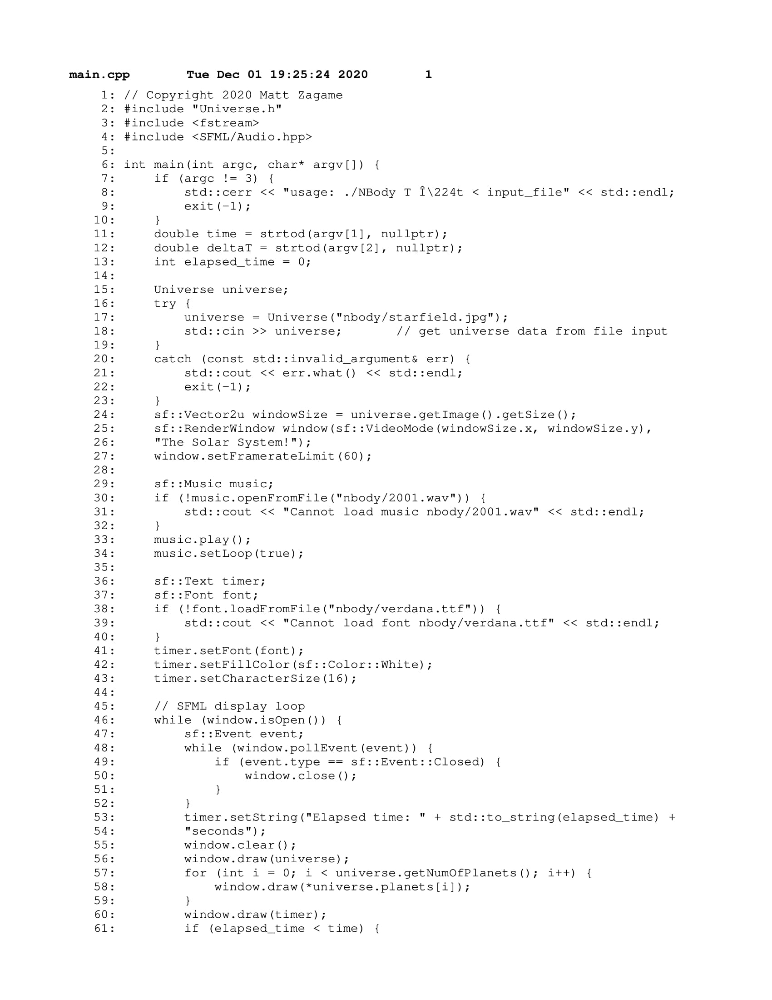 main.cpp        Tue Dec 01 19:25:24 2020        1
    1: // Copyright 2020 Matt Zagame
    2: #include "Universe.h"
    3: #include <fstream>
    4: #include <SFML/Audio.hpp>
    5:
    6: int main(int argc, char* argv[]) {
    7:     if (argc != 3) {
    8:         std::cerr << "usage: ./NBody T Î\224t < input_file" << std::endl;
    9:         exit(-1);
   10:     }
   11:     double time = strtod(argv[1], nullptr);
   12:     double deltaT = strtod(argv[2], nullptr);
   13:     int elapsed_time = 0;
   14:
   15:     Universe universe;
   16:     try {
   17:         universe = Universe("nbody/starfield.jpg");
   18:         std::cin >> universe;       // get universe data from file input
   19:     }
   20:     catch (const std::invalid_argument& err) {
   21:         std::cout << err.what() << std::endl;
   22:         exit(-1);
   23:     }
   24:     sf::Vector2u windowSize = universe.getImage().getSize();
   25:     sf::RenderWindow window(sf::VideoMode(windowSize.x, windowSize.y),
   26:     "The Solar System!");
   27:     window.setFramerateLimit(60);
   28:
   29:     sf::Music music;
   30:     if (!music.openFromFile("nbody/2001.wav")) {
   31:         std::cout << "Cannot load music nbody/2001.wav" << std::endl;
   32:     }
   33:     music.play();
   34:     music.setLoop(true);
   35:
   36:     sf::Text timer;
   37:     sf::Font font;
   38:     if (!font.loadFromFile("nbody/verdana.ttf")) {
   39:         std::cout << "Cannot load font nbody/verdana.ttf" << std::endl;
   40:     }
   41:     timer.setFont(font);
   42:     timer.setFillColor(sf::Color::White);
   43:     timer.setCharacterSize(16);
   44:
   45:     // SFML display loop
   46:     while (window.isOpen()) {
   47:         sf::Event event;
   48:         while (window.pollEvent(event)) {
   49:             if (event.type == sf::Event::Closed) {
   50:                 window.close();
   51:             }
   52:         }
   53:         timer.setString("Elapsed time: " + std::to_string(elapsed_time) +
   54:         "seconds");
   55:         window.clear();
   56:         window.draw(universe);
   57:         for (int i = 0; i < universe.getNumOfPlanets(); i++) {
   58:             window.draw(*universe.planets[i]);
   59:         }
   60:         window.draw(timer);
   61:         if (elapsed_time < time) {